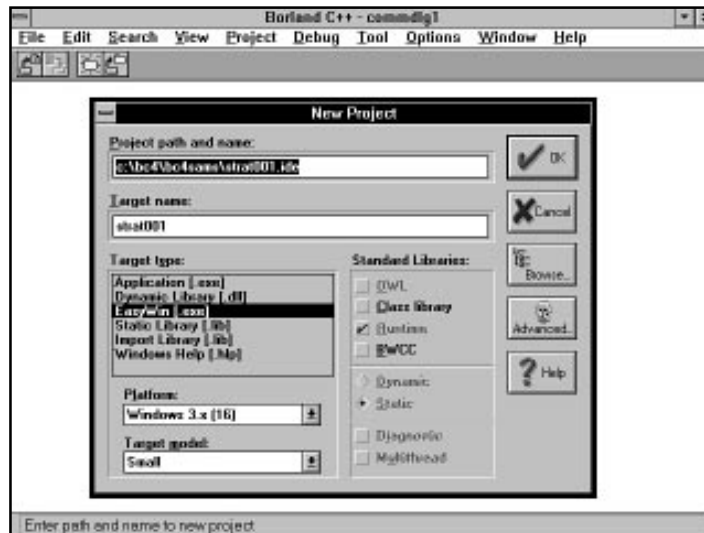 Borland C++ - commdlg1
File Edit Search View Project Debug Tool Options Window Help
New Project
Project path and name:
c:\bc4\bc4sams\strat001.ide
OK
Target name:
strat001
Cancel
Target type:
Standard Libraries:
Application [.exe]
Dynamic Library [.dll]
EasyWin [.exe]
Static Library [.lib]
Import Library [.lib]
Windows Help [.hlp]
OWL
Class library
Runtime
BWCC
Browse...
Advanced...
Dynamic
Static
Help
Platform:
Windows 3.x (16)
Target model:
Small
Diagnostic
Multithread
Enter path and name to new project